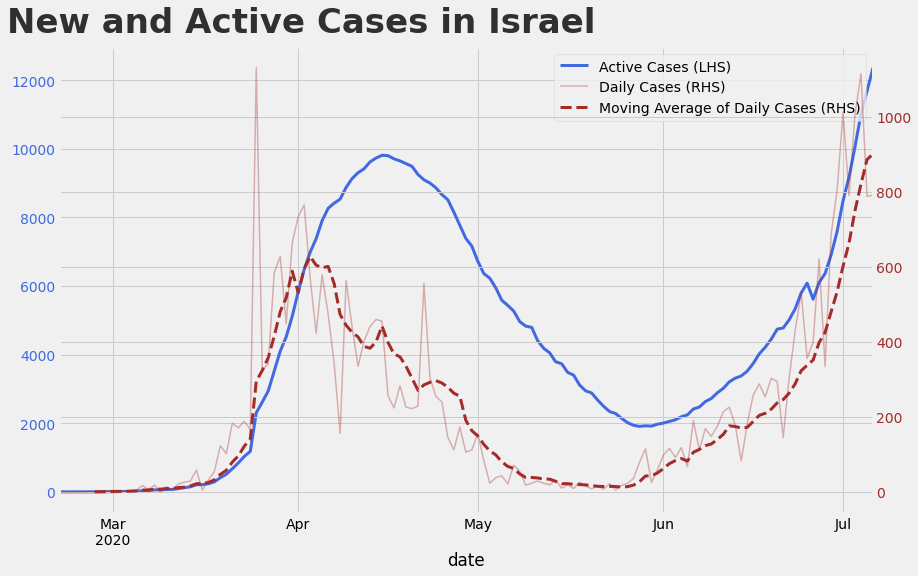 New and Active Cases in Israel
Active Cases (LHS)
Daily Cases (RHS)
Moving Average of Daily Cases (RHS)
12000
10000
8000
6000
4000
2000
0
1000
800
600
400
200
0
Mar
2020
Apr
May
Jun
Jul
date